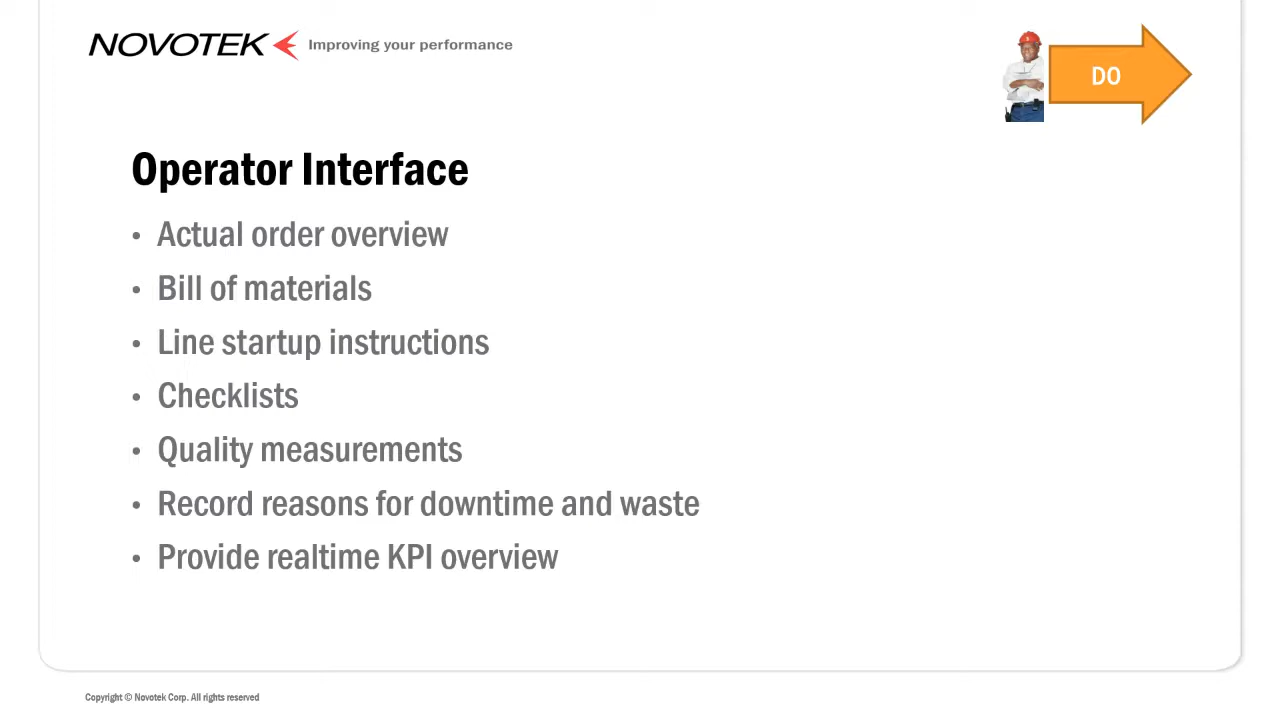 NOVOTEK Improving your performance
DO
Operator Interface
• Actual order overview
• Bill of materials
• Line startup instructions
• Checklists
• Quality measurements
• Record reasons for downtime and waste
• Provide realtime KPI overview
Copyright © Novotek Corp. All rights reserved